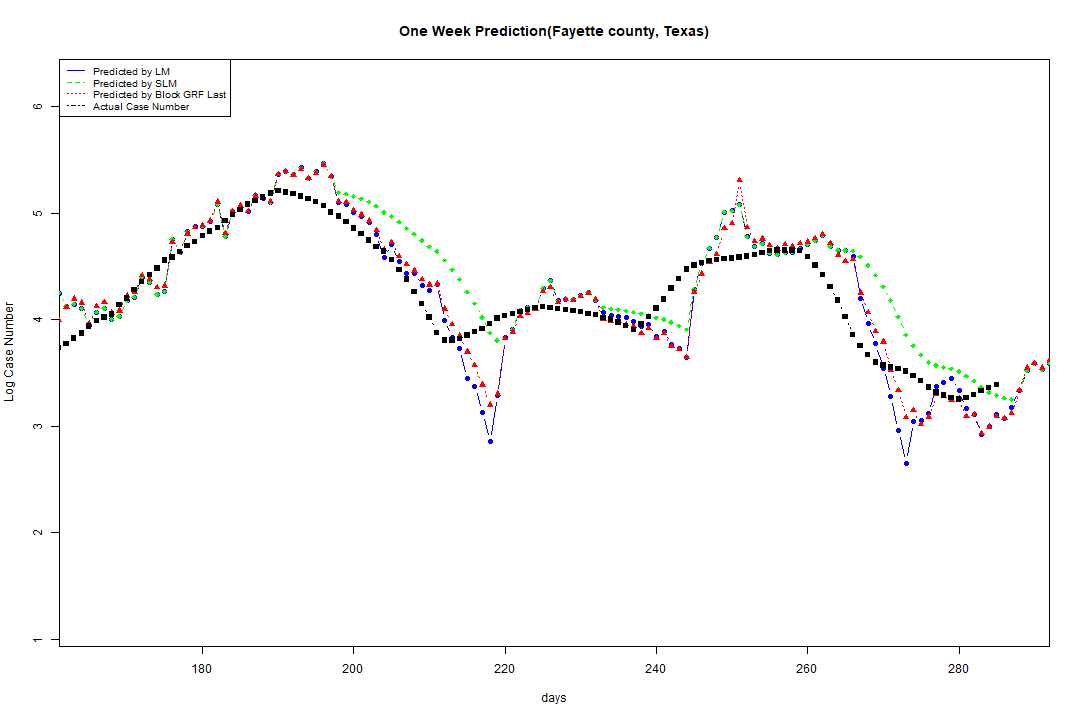 One Week Prediction(Fayette county, Texas)
Predicted by LM
Predicted by SLM
Predicted by Block GRF Last
Actual Case Number
6
5
4
3
2
1
Log Case Number
180
200
220
240
260
280
days